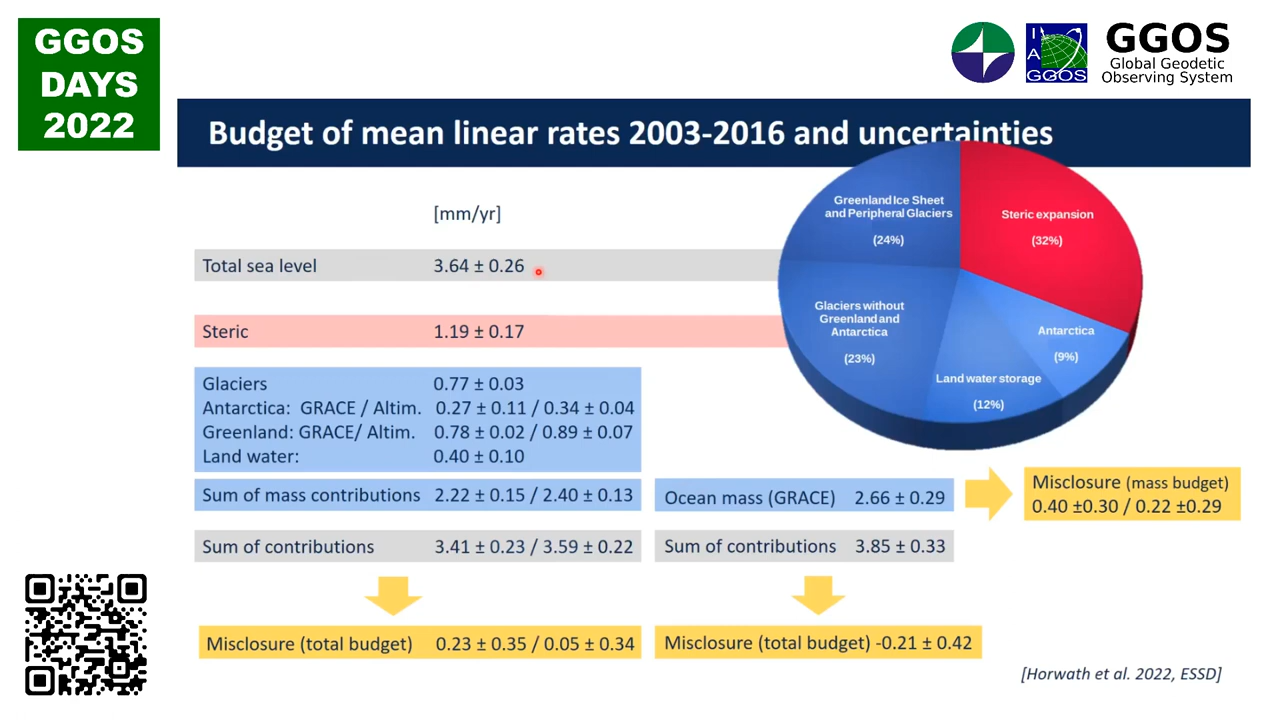 GGOS
DAYS
2022
IAG
GGOS
GGOS
Global Geodetic
Observing System
Budget of mean linear rates 2003-2016 and uncertainties
[mm/yr]
Total sea level 3.64 ± 0.26
Steric 1.19 ± 0.17
Glaciers 0.77 ± 0.03
Antarctica: GRACE / Altim. 0.27 ± 0.11 / 0.34 ± 0.04
Greenland: GRACE/ Altim. 0.78 ± 0.02 / 0.89 ± 0.07
Land water: 0.40 ± 0.10
Sum of mass contributions 2.22 ± 0.15 / 2.40 ± 0.13
Sum of contributions 3.41 ± 0.23 / 3.59 ± 0.22
Misclosure (total budget) 0.23 ± 0.35 / 0.05 ± 0.34
Greenland Ice Sheet
and Peripheral Glaciers
(24%)
Steric expansion
(32%)
Glaciers without
Greenland and
Antarctica
(23%)
Antarctica
(9%)
Land water storage
(12%)
Ocean mass (GRACE) 2.66 ± 0.29
Sum of contributions 3.85 ± 0.33
Misclosure (total budget) -0.21 ± 0.42
Misclosure (mass budget)
0.40 ±0.30 / 0.22 ±0.29
[Horwath et al. 2022, ESSD]